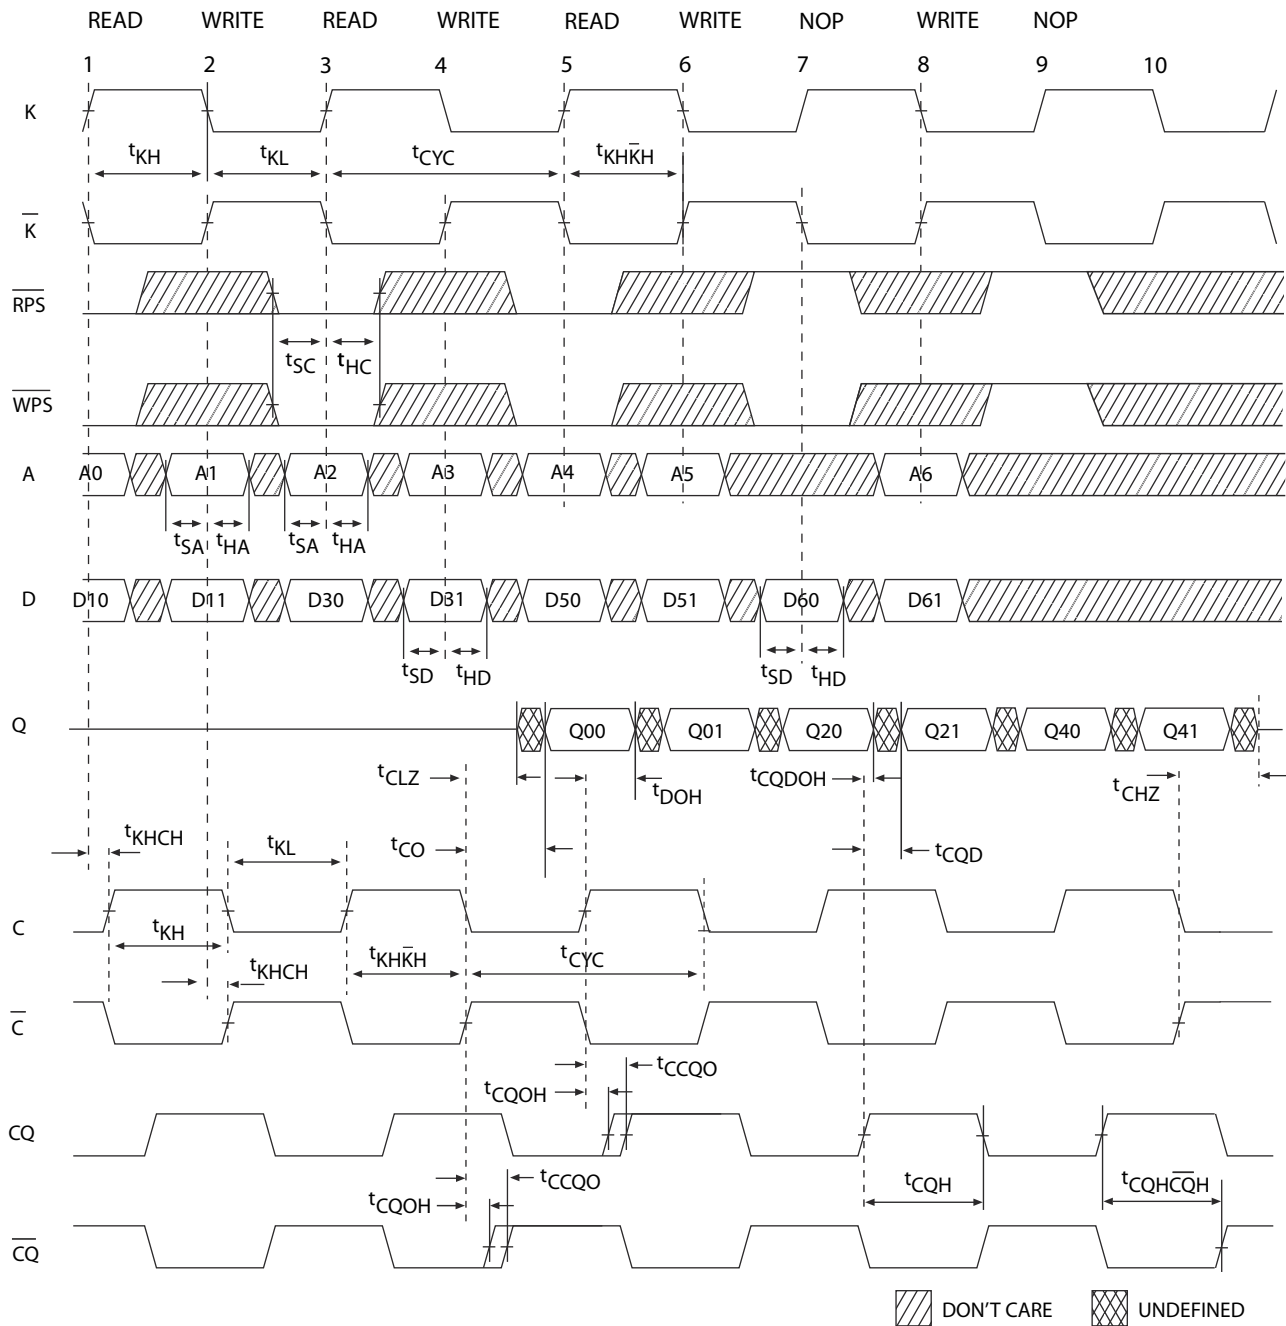 READ WRITE READ WRITE READ WRITE NOP WRITE NOP
1 2 3 4 5 6 7 8 9 10
K
tKH tKL tCYC tKHK̅H
K̅
R̅P̅S̅
tSC tHC
W̅P̅S̅
A A0 A1 A2 A3 A4 A5 A6
tSA tHA tSA tHA
D D10 D11 D30 D31 D50 D51 D60 D61
tSD tHD tSD tHD
Q Q00 Q01 Q20 Q21 Q40 Q41
tCLZ tDOH tCQDOH tCHZ
tKHCH tKL tCO tCQD
C
tKH tKHK̅H tCYC
tKHCH
C̅
tCCQO
tCQOH
CQ
tCCQO tCQH tCQHC̅Q̅H
tCQOH
C̅Q̅
DON'T CARE UNDEFINED